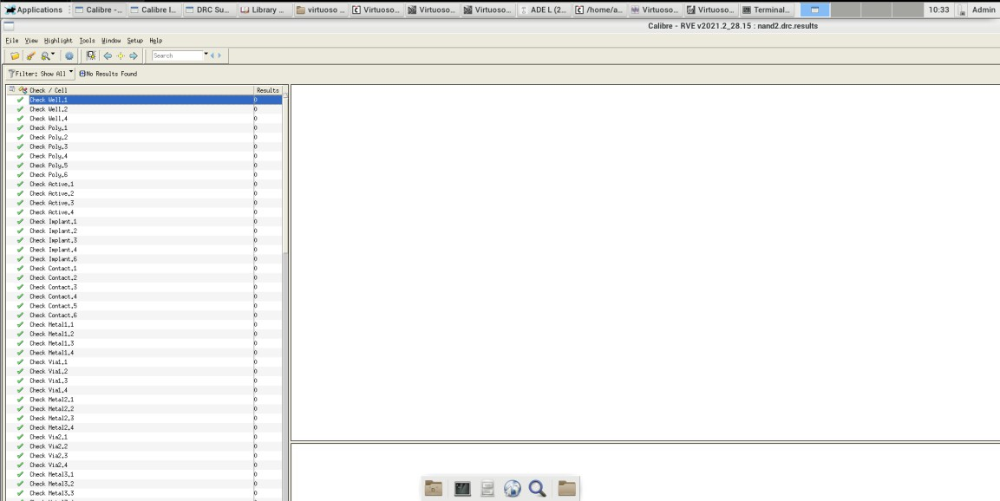 Applications Calibre -... Calibre I... DRC Su... Library ... virtuoso ... Virtuoso... Virtuoso... Virtuoso... ADE L (2... /home/a... Virtuoso... Virtuoso... Terminal... 10:33 Admin
Calibre - RVE v2021.2_28.15 : nand2.drc.results
File View Highlight Tools Window Setup Help
Search
Filter: Show All No Results Found
Check / Cell Results
Check Well.1 0
Check Well.2 0
Check Well.4 0
Check Poly.1 0
Check Poly.2 0
Check Poly.3 0
Check Poly.4 0
Check Poly.5 0
Check Poly.6 0
Check Active.1 0
Check Active.2 0
Check Active.3 0
Check Active.4 0
Check Implant.1 0
Check Implant.2 0
Check Implant.3 0
Check Implant.4 0
Check Implant.6 0
Check Contact.1 0
Check Contact.2 0
Check Contact.3 0
Check Contact.4 0
Check Contact.5 0
Check Contact.6 0
Check Metal1.1 0
Check Metal1.2 0
Check Metal1.3 0
Check Metal1.4 0
Check Via1.1 0
Check Via1.2 0
Check Via1.3 0
Check Via1.4 0
Check Metal2.1 0
Check Metal2.2 0
Check Metal2.3 0
Check Metal2.4 0
Check Via2.1 0
Check Via2.2 0
Check Via2.3 0
Check Via2.4 0
Check Metal3.1 0
Check Metal3.2 0
Check Metal3.3 0